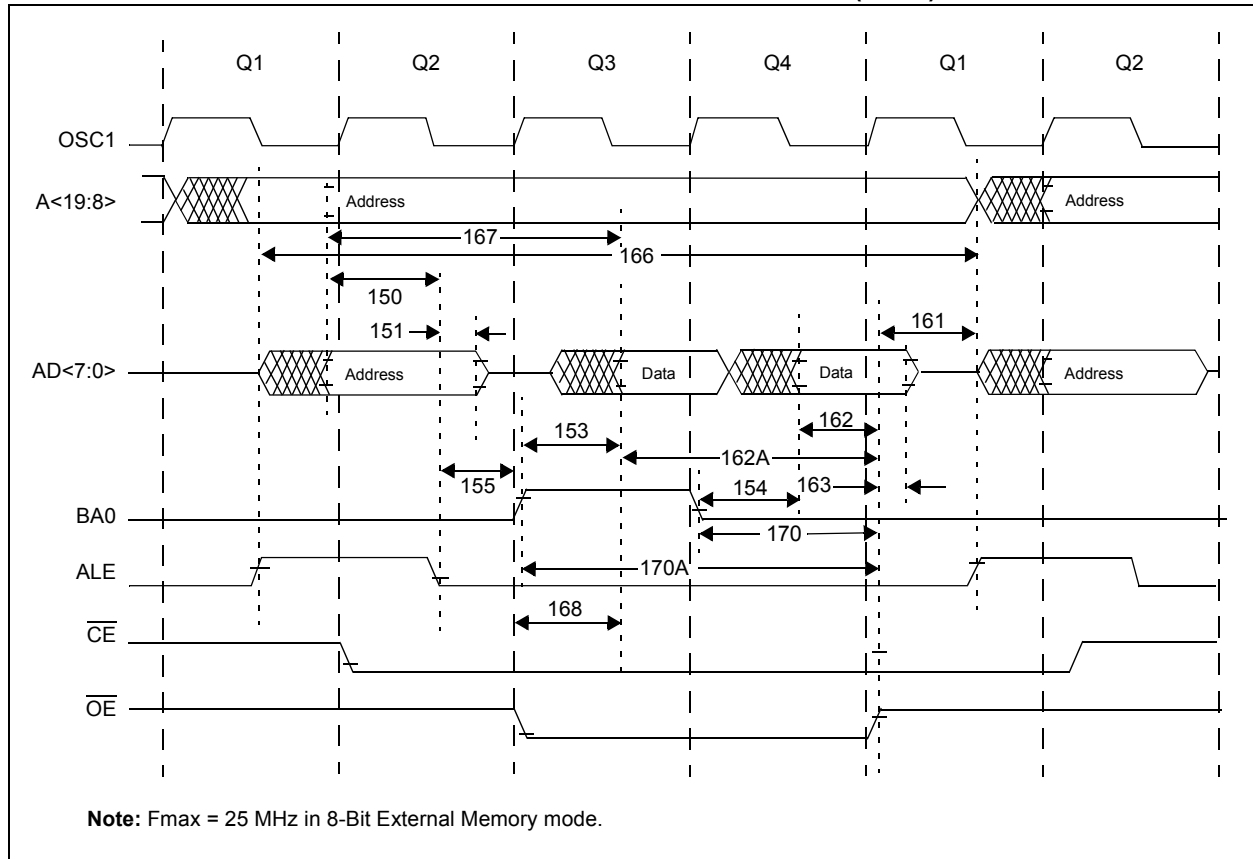 Q1 Q2 Q3 Q4 Q1 Q2
OSC1
A<19:8>
Address Address
167
166
150
151 161
AD<7:0>
Address Data Data Address
153 162
162A
155 154 163
BA0
170
ALE
170A
168
CE
OE
Note: Fmax = 25 MHz in 8-Bit External Memory mode.